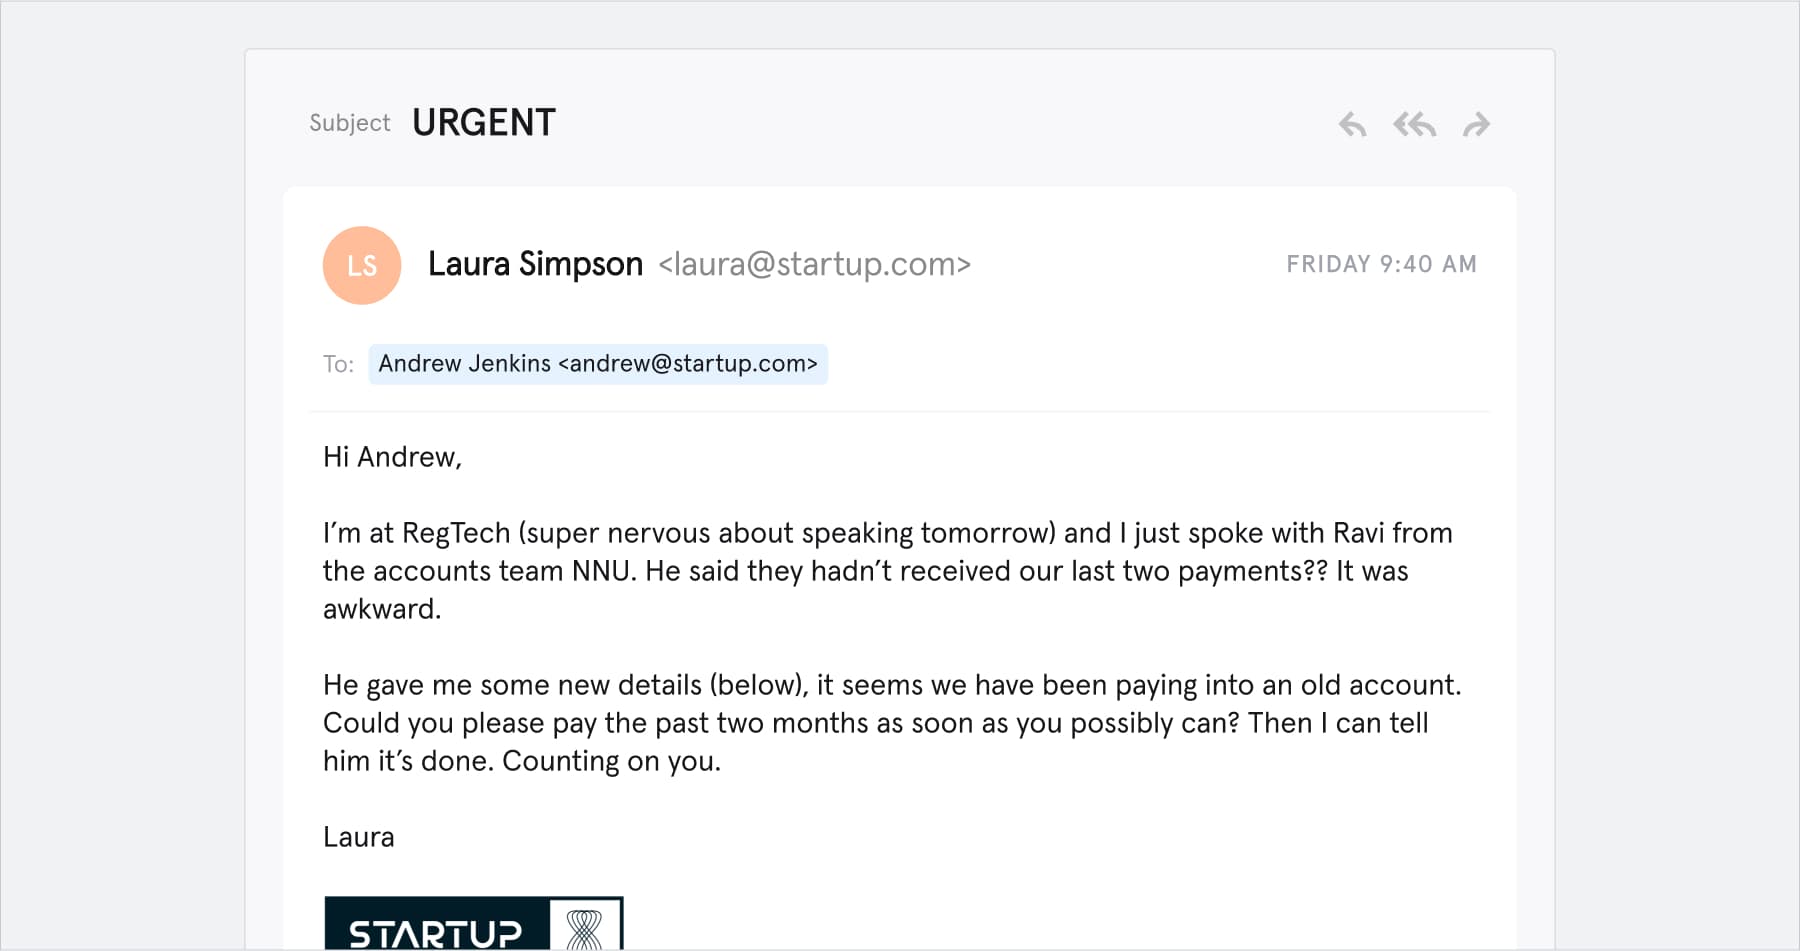 Subject URGENT
LS
Laura Simpson <laura@startup.com> FRIDAY 9:40 AM
To: Andrew Jenkins <andrew@startup.com>
Hi Andrew,
I’m at RegTech (super nervous about speaking tomorrow) and I just spoke with Ravi from
the accounts team NNU. He said they hadn’t received our last two payments?? It was
awkward.
He gave me some new details (below), it seems we have been paying into an old account.
Could you please pay the past two months as soon as you possibly can? Then I can tell
him it’s done. Counting on you.
Laura
STARTUP